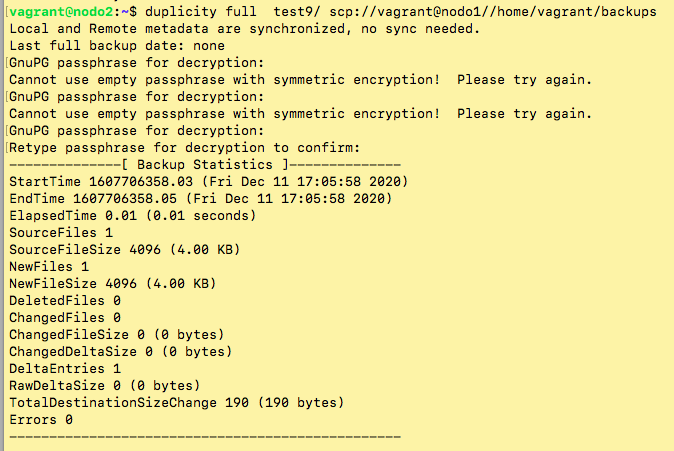 [vagrant@nodo2:~$ duplicity full  test9/ scp://vagrant@nodo1//home/vagrant/backups
Local and Remote metadata are synchronized, no sync needed.
Last full backup date: none
[GnuPG passphrase for decryption:
Cannot use empty passphrase with symmetric encryption!  Please try again.
[GnuPG passphrase for decryption:
Cannot use empty passphrase with symmetric encryption!  Please try again.
[GnuPG passphrase for decryption:
[Retype passphrase for decryption to confirm:
--------------[ Backup Statistics ]--------------
StartTime 1607706358.03 (Fri Dec 11 17:05:58 2020)
EndTime 1607706358.05 (Fri Dec 11 17:05:58 2020)
ElapsedTime 0.01 (0.01 seconds)
SourceFiles 1
SourceFileSize 4096 (4.00 KB)
NewFiles 1
NewFileSize 4096 (4.00 KB)
DeletedFiles 0
ChangedFiles 0
ChangedFileSize 0 (0 bytes)
ChangedDeltaSize 0 (0 bytes)
DeltaEntries 1
RawDeltaSize 0 (0 bytes)
TotalDestinationSizeChange 190 (190 bytes)
Errors 0
-------------------------------------------------